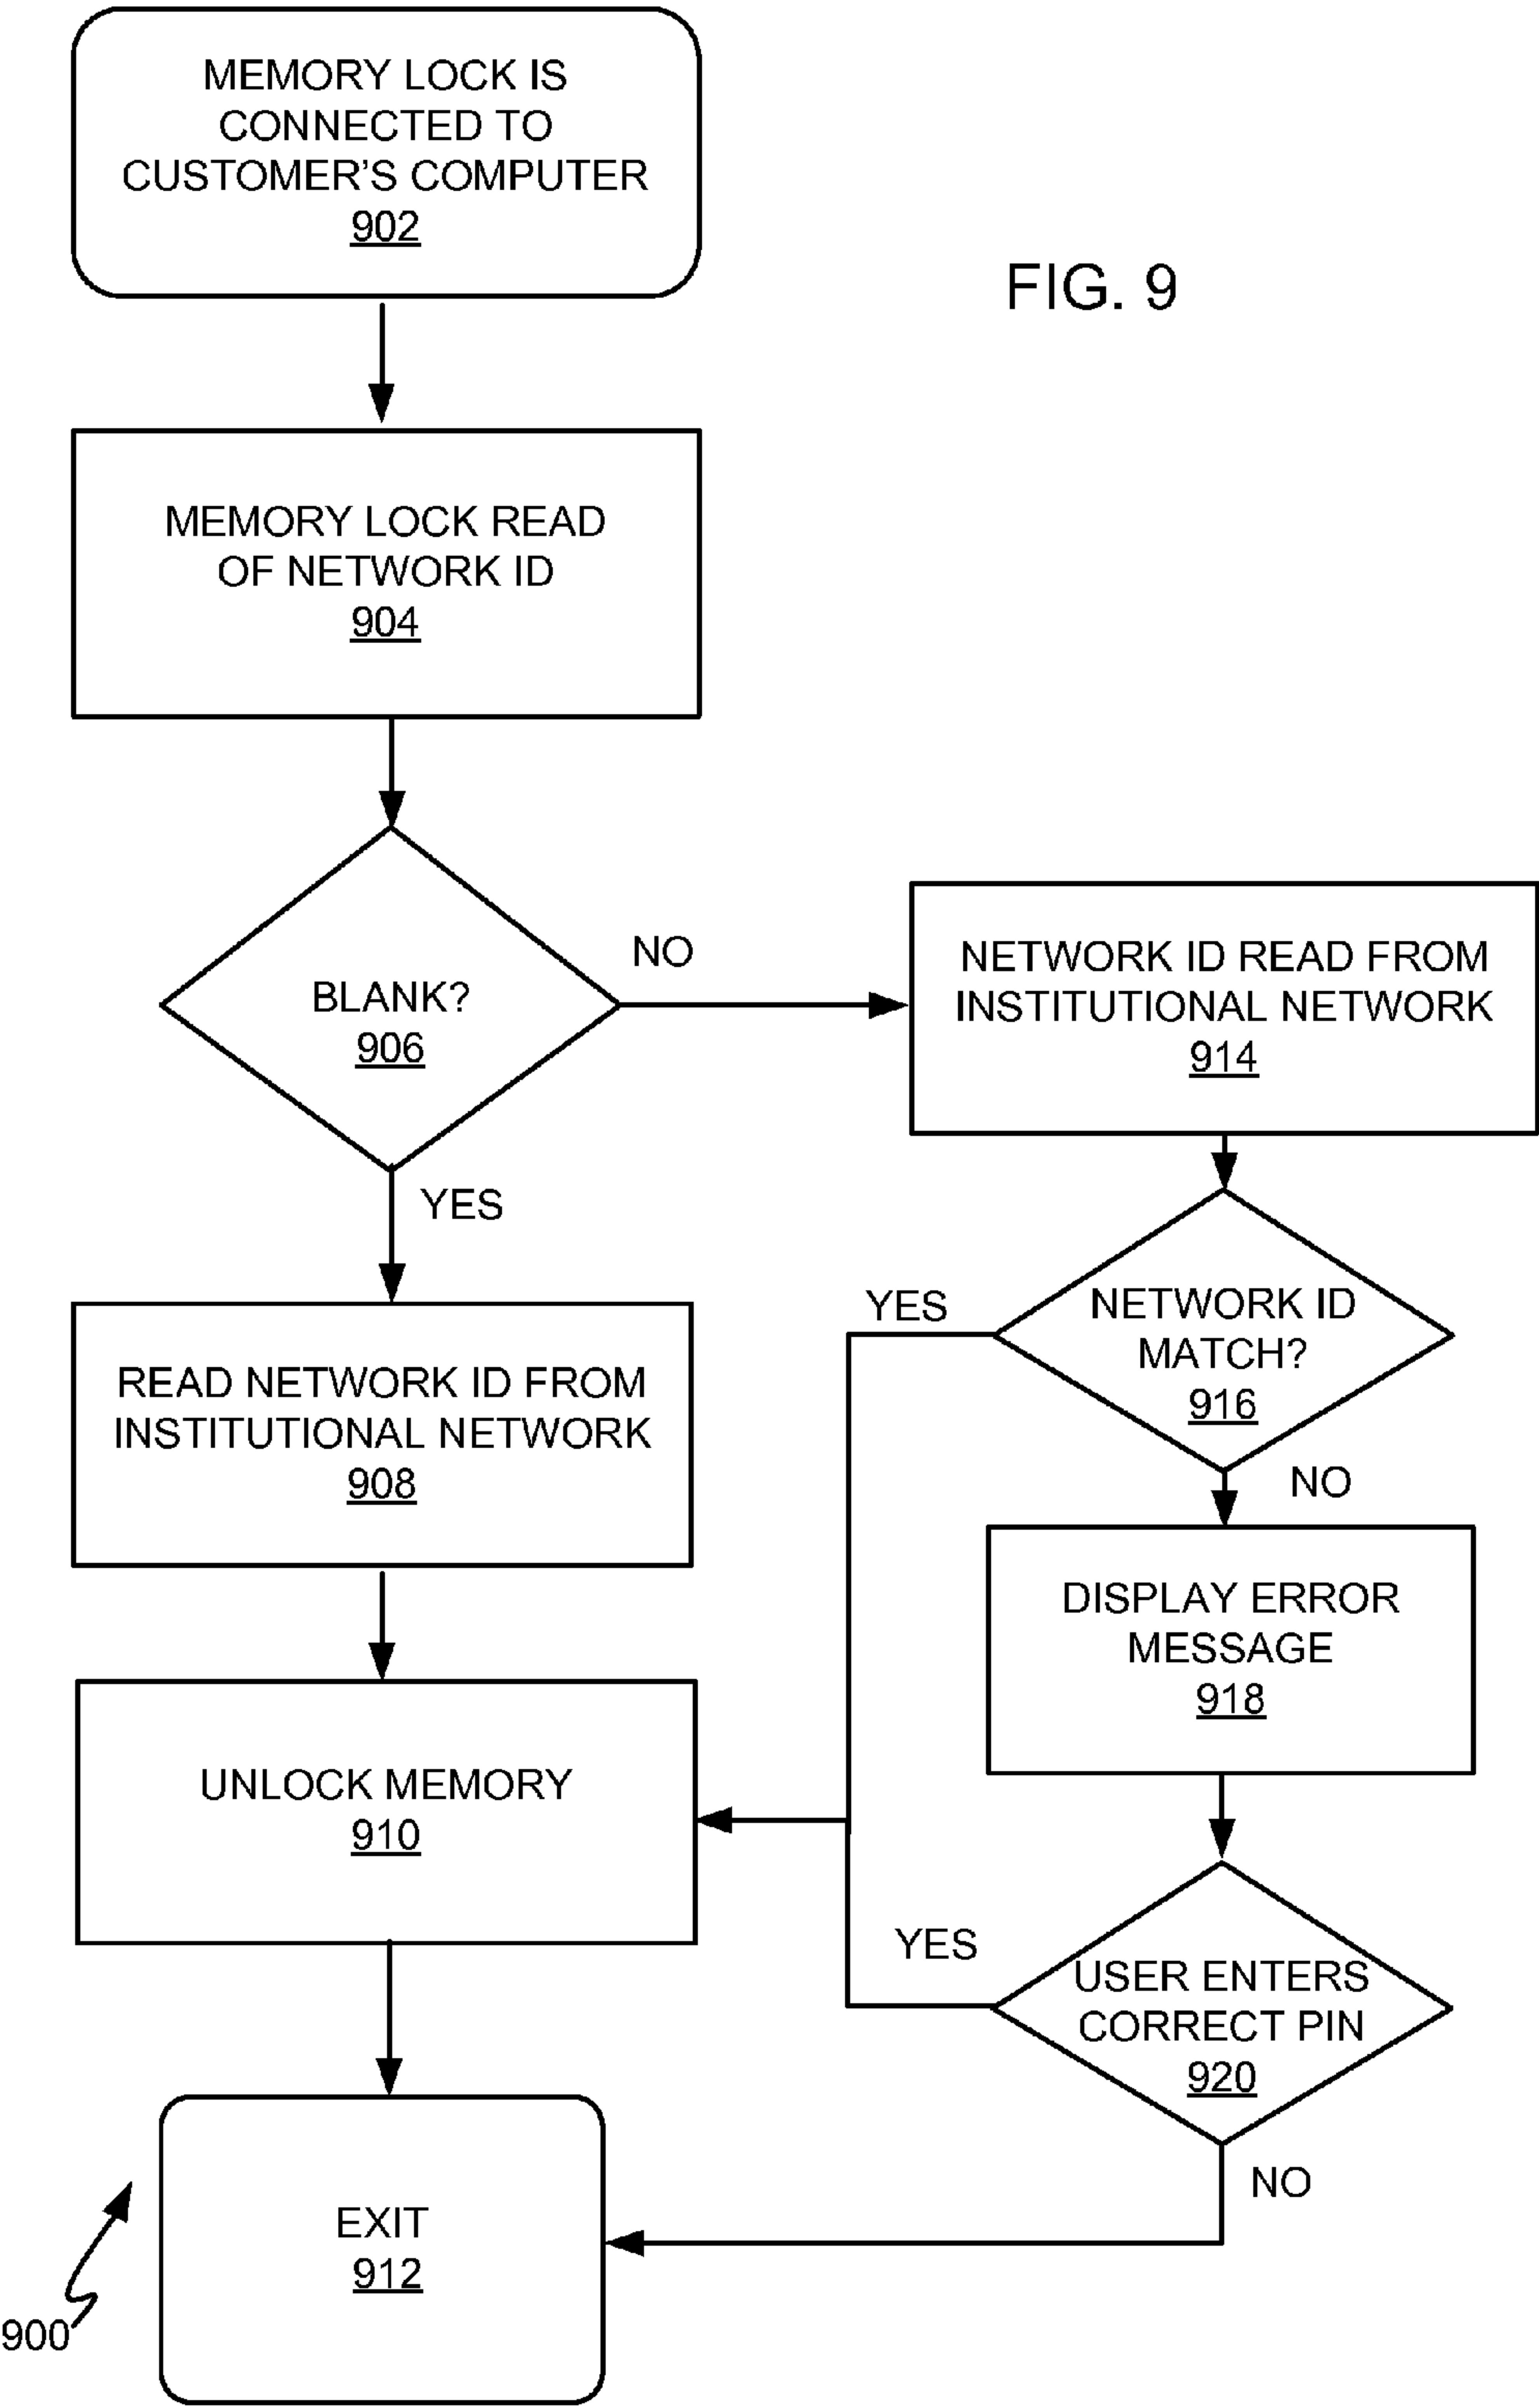 MEMORY LOCK IS
CONNECTED TO
CUSTOMER'S COMPUTER
902
FIG. 9
MEMORY LOCK READ
OF NETWORK ID
904
BLANK?
906
NO
YES
NETWORK ID READ FROM
INSTITUTIONAL NETWORK
914
NETWORK ID
MATCH?
916
YES
NO
READ NETWORK ID FROM
INSTITUTIONAL NETWORK
908
DISPLAY ERROR
MESSAGE
918
UNLOCK MEMORY
910
USER ENTERS
CORRECT PIN
920
YES
NO
EXIT
912
900